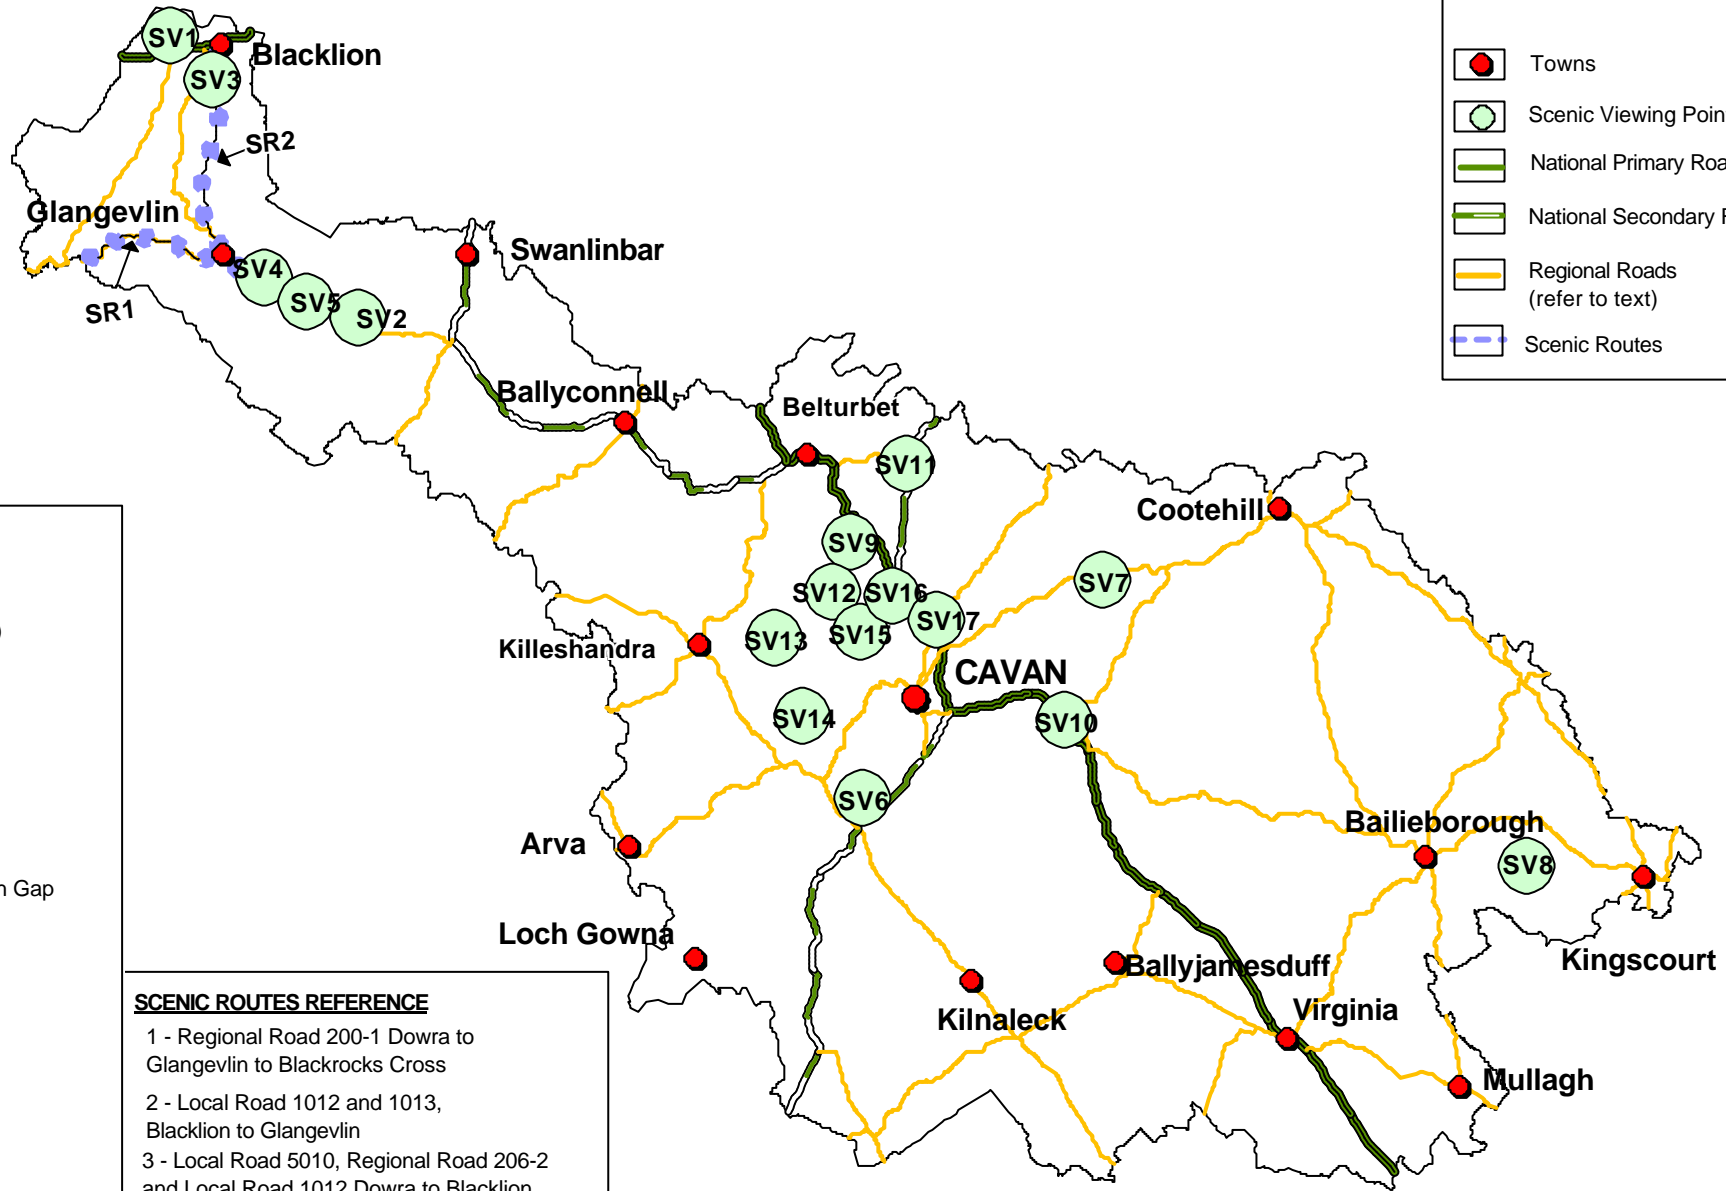 SV1
Blacklion
SV3
SR2
Glangevlin
SR1
SV4
SV5
SV2
Swanlinbar
Ballyconnell
Belturbet
SV11
Cootehill
SV9
SV7
SV12
SV16
SV17
SV13
SV15
Killeshandra
CAVAN
SV14
SV10
SV6
Arva
Bailieborough
SV8
Loch Gowna
Kingscourt
Ballyjamesduff
Kilnaleck
Virginia
Mullagh
Towns
Scenic Viewing Poin
National Primary Roa
National Secondary R
Regional Roads
(refer to text)
Scenic Routes
)
n Gap
SCENIC ROUTES REFERENCE
1 - Regional Road 200-1 Dowra to
Glangevlin to Blackrocks Cross
2 - Local Road 1012 and 1013,
Blacklion to Glangevlin
3 - Local Road 5010, Regional Road 206-2
and Local Road 1012 Dowra to Blacklion